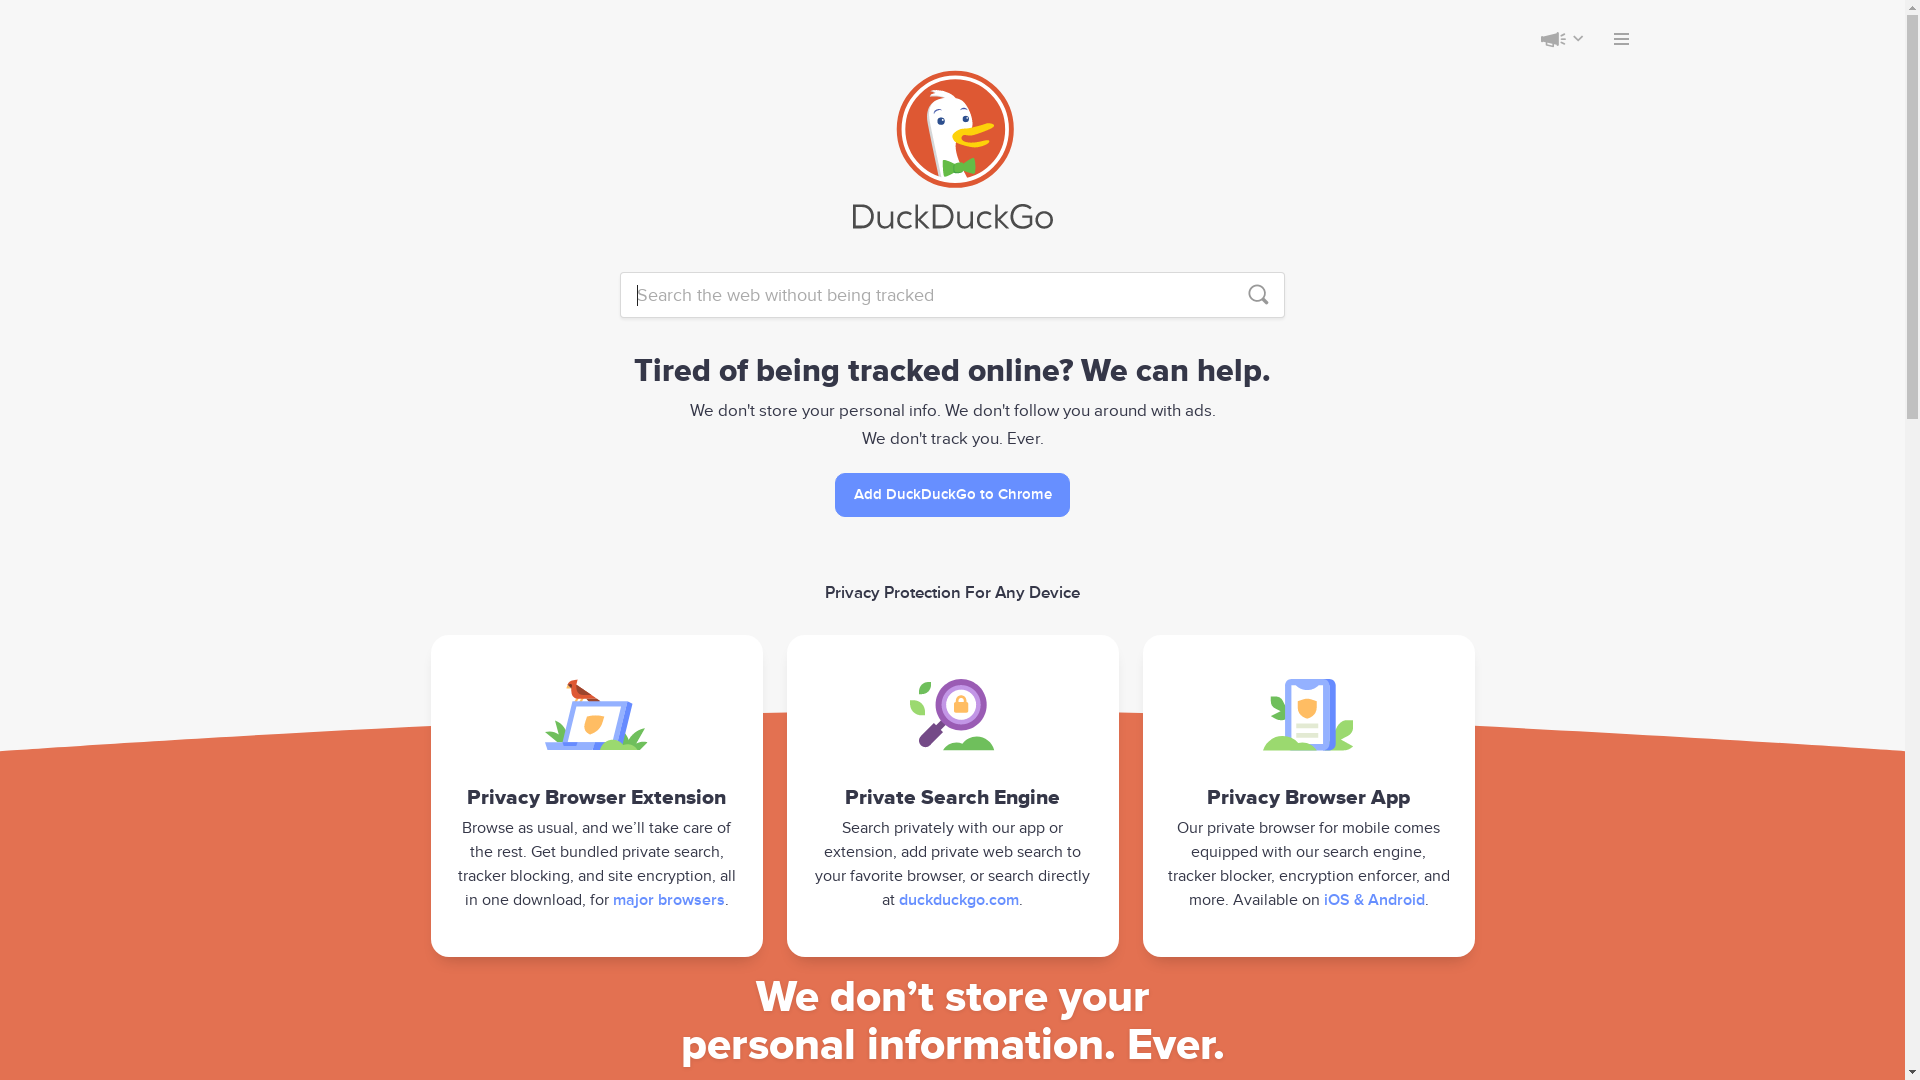 DuckDuckGo
Search the web without being tracked
Tired of being tracked online? We can help.
We don't store your personal info. We don't follow you around with ads.
We don't track you. Ever.
Add DuckDuckGo to Chrome
Privacy Protection For Any Device
Privacy Browser Extension
Browse as usual, and we’ll take care of
the rest. Get bundled private search,
tracker blocking, and site encryption, all
in one download, for major browsers.
Private Search Engine
Search privately with our app or
extension, add private web search to
your favorite browser, or search directly
at duckduckgo.com.
Privacy Browser App
Our private browser for mobile comes
equipped with our search engine,
tracker blocker, encryption enforcer, and
more. Available on iOS & Android.
We don’t store your
personal information. Ever.